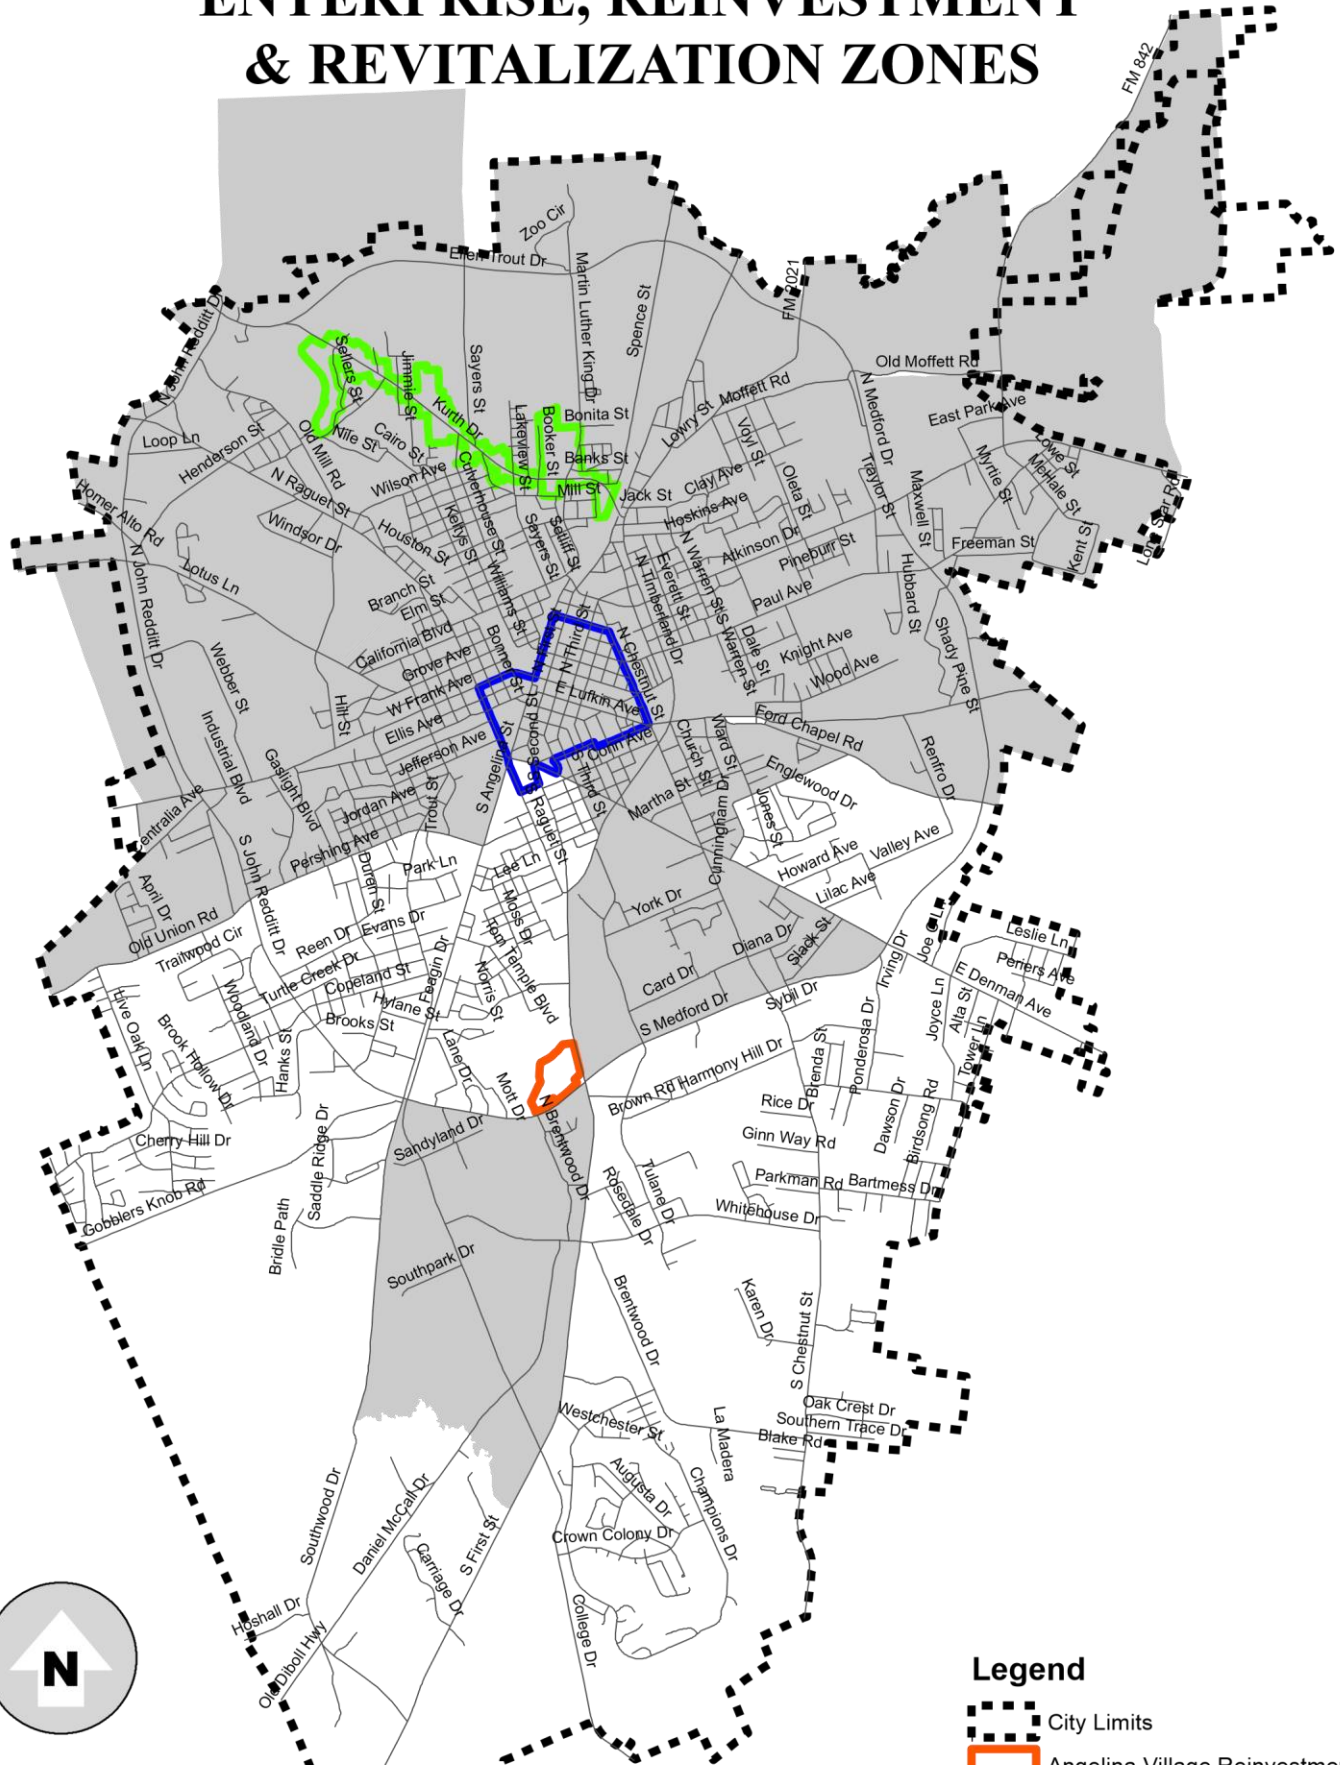 ENTERPRISE, REINVESTMENT
& REVITALIZATION ZONES
FM 842
Zoo Cir
Ellen Trout Dr
Martin Luther King Dr
Spence St
FM 2021
N John Redditt Dr
Sellers St
Jimmie St
Sayers St
Kurth Dr
Old Moffett Rd
Moffett Rd
Lowry St
N Medford Dr
East Park Ave
Bonita St
Booker St
Lakeview St
Banks St
Mill St
Jack St
Loop Ln
Henderson St
Old Mill Rd
Nile St
Cairo St
Wilson Ave
Culverhouse St
N Raguet St
Voyl St
Clay Ave
Oleta St
Hoskins Ave
Traylor St
Maxwell St
Myrtie St
Lowe St
McHale St
Lone Star Rd
Kent St
Freeman St
Homer Alto Rd
Windsor Dr
Houston St
Keltys St
Sayers St
Setliff St
Atkinson Dr
Pineburr St
Lotus Ln
N John Redditt Dr
Branch St
Elm St
Williams St
N Timberland Dr
Everett St
N Warren St
S Warren St
Paul Ave
Hubbard St
California Blvd
Grove Ave
Bonner St
N First St
N Third St
N Chestnut St
Dale St
Knight Ave
Wood Ave
Shady Pine St
Webber St
Hill St
W Frank Ave
Ellis Ave
Jefferson Ave
E Lufkin Ave
S Second St
S Angelina St
Conn Ave
S Third St
Church St
Ward St
Ford Chapel Rd
Renfro Dr
Industrial Blvd
Gaslight Blvd
Centralia Ave
Jordan Ave
Trout St
S Raguet St
Martha St
Cunningham Dr
Englewood Dr
Jones St
Pershing Ave
Howard Ave
Valley Ave
Lilac Ave
S John Redditt Dr
Duren St
Park Ln
Lee Ln
Moss Dr
York Dr
April Dr
Old Union Rd
Trailwood Cir
Reen Dr
Evans Dr
Turtle Creek Dr
Copeland St
Hylane St
Brooks St
Feagin Dr
Tom Temple Blvd
Norris St
Diana Dr
Slack St
Card Dr
S Medford Dr
Sybil Dr
Irving Dr
Joe C Ln
Leslie Ln
Periers Ave
E Denman Ave
Joyce Ln
Alta St
Tower Ln
Live Oak Ln
Woodland Dr
Brook Hollow Dr
Hanks St
Lane Dr
Mott Dr
N Brentwood Dr
Brown Rd
Harmony Hill Dr
Brenda St
Ponderosa Dr
Rice Dr
Dawson Dr
Birdsong Rd
Cherry Hill Dr
Saddle Ridge Dr
Sandyland Dr
Ginn Way Rd
Gobblers Knob Rd
Bridle Path
Rosedale Dr
Tulane Dr
Parkman Rd
Bartmess Dr
Whitehouse Dr
Southpark Dr
Brentwood Dr
Karen Dr
S Chestnut St
Westchester St
La Madera
Oak Crest Dr
Southern Trace Dr
Blake Rd
Southwood Dr
Daniel McCall Dr
S First St
Augusta Dr
Champions Dr
Crown Colony Dr
Carriage Dr
College Dr
Hoshall Dr
Old Diboll Hwy
N
Legend
City Limits
Angelina Village Reinvestme